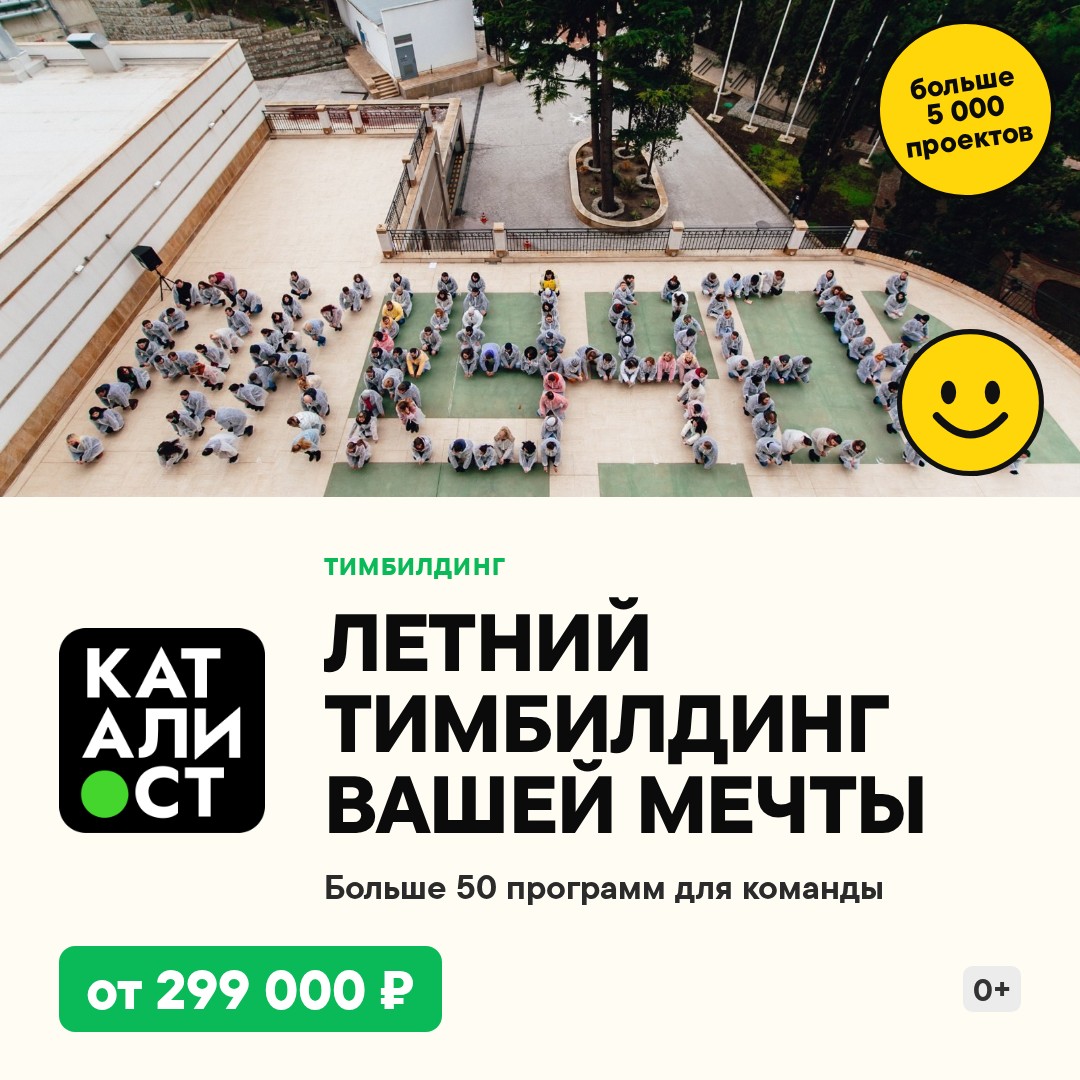 больше
5 000
проектов
ТИМБИЛДИНГ
ЛЕТНИЙ
ТИМБИЛДИНГ
ВАШЕЙ МЕЧТЫ
КАТ
АЛИ
СТ
Больше 50 программ для команды
от 299 000 ₽
0+